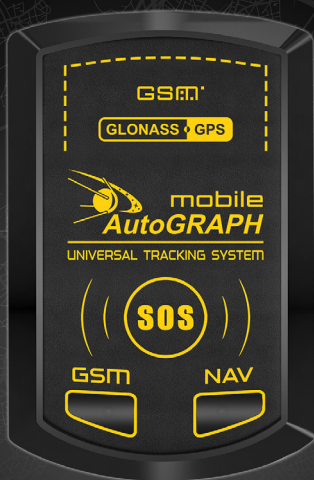 GSM
GLONASS GPS
mobile
AutoGRAPH
UNIVERSAL TRACKING SYSTEM
SOS
GSM NAV